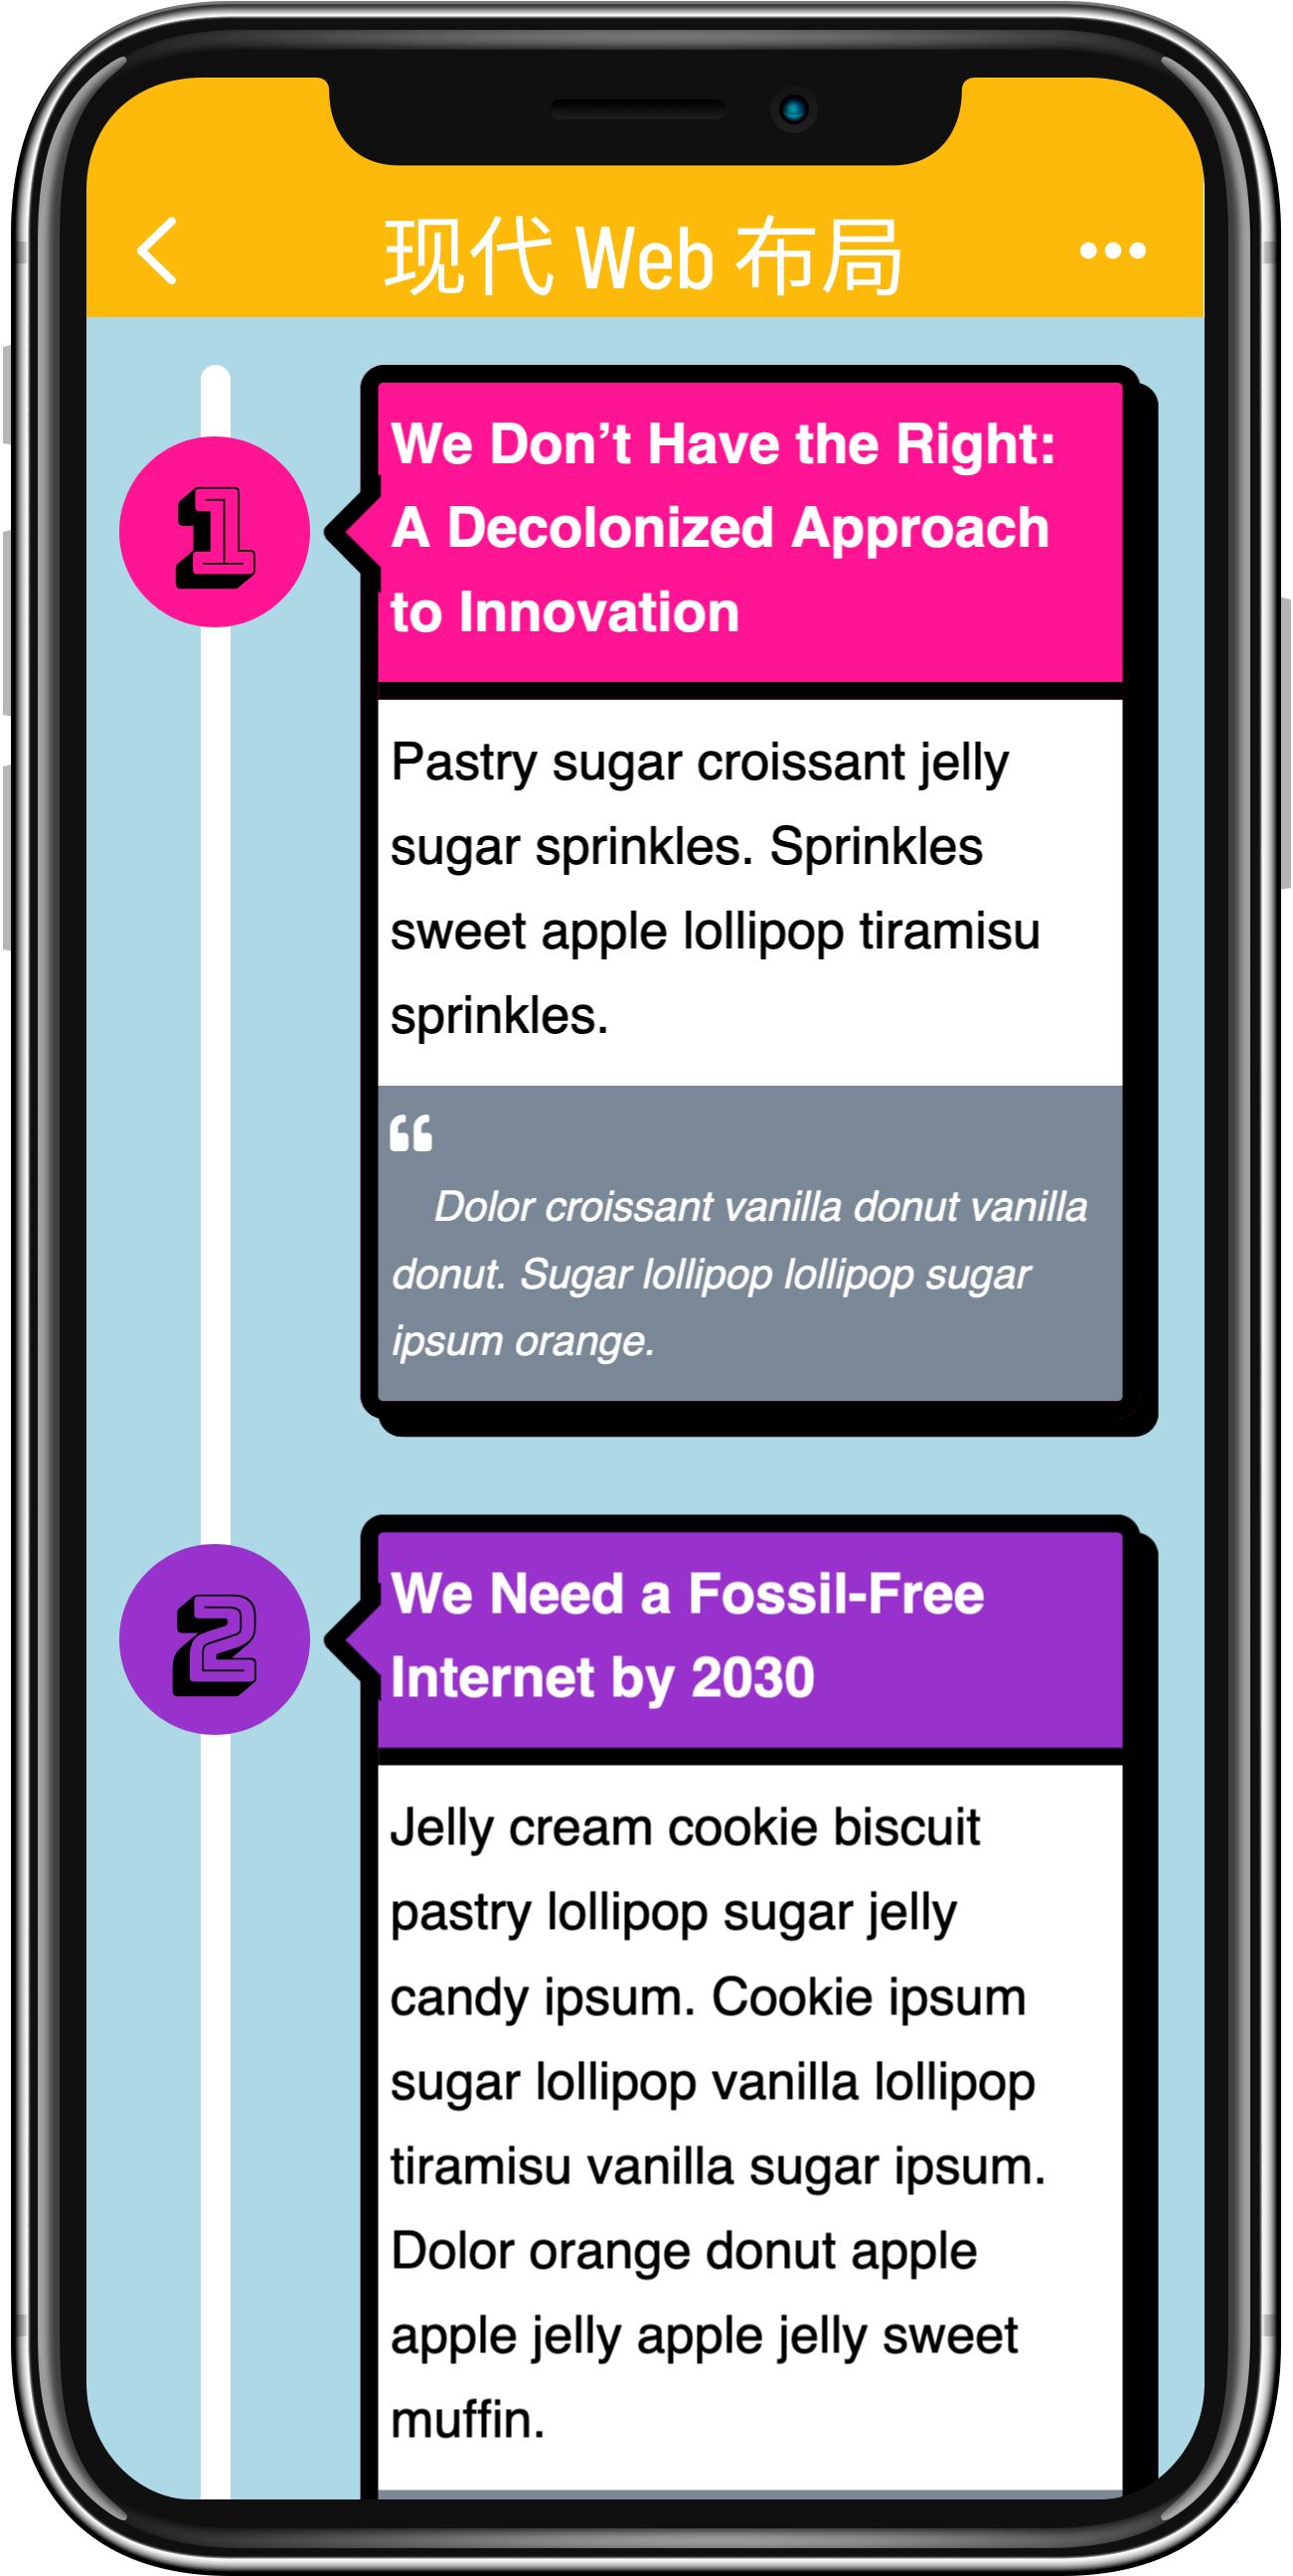 现代 Web 布局
1
We Don’t Have the Right:
A Decolonized Approach
to Innovation
Pastry sugar croissant jelly
sugar sprinkles. Sprinkles
sweet apple lollipop tiramisu
sprinkles.
“
Dolor croissant vanilla donut vanilla
donut. Sugar lollipop lollipop sugar
ipsum orange.
2
We Need a Fossil-Free
Internet by 2030
Jelly cream cookie biscuit
pastry lollipop sugar jelly
candy ipsum. Cookie ipsum
sugar lollipop vanilla lollipop
tiramisu vanilla sugar ipsum.
Dolor orange donut apple
apple jelly apple jelly sweet
muffin.